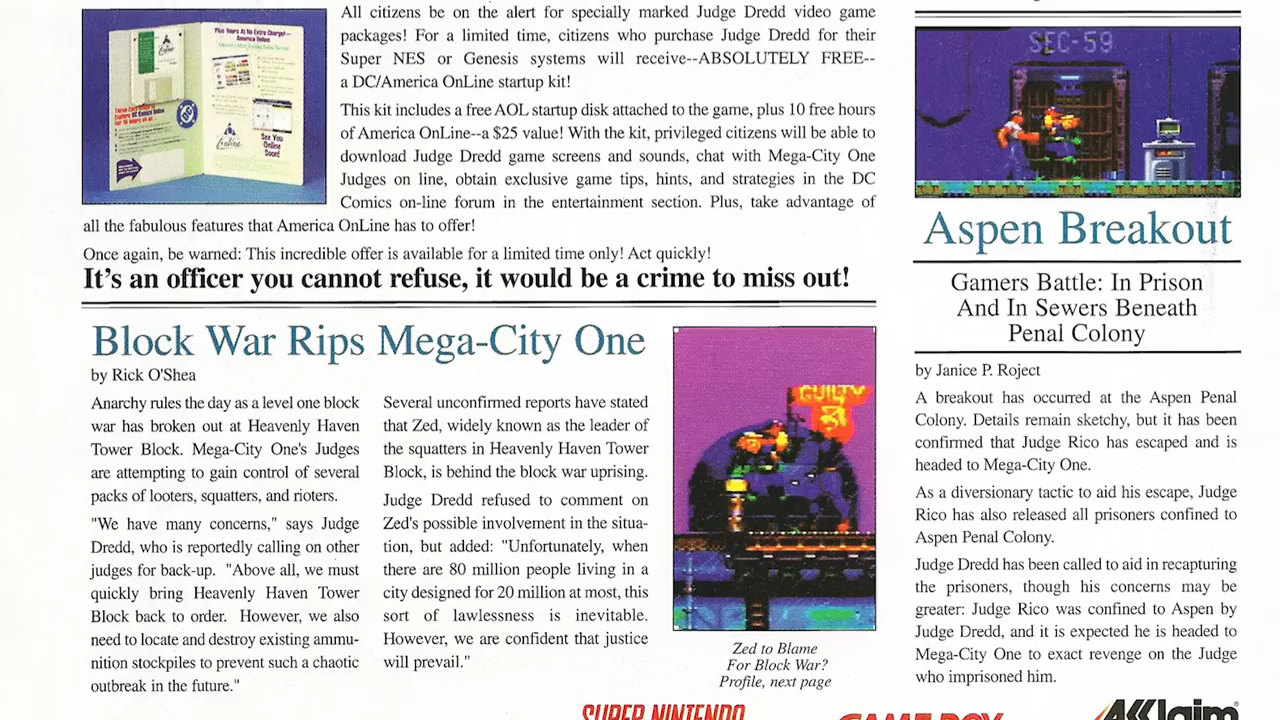 All citizens be on the alert for specially marked Judge Dredd video game
packages! For a limited time, citizens who purchase Judge Dredd for their
Super NES or Genesis systems will receive--ABSOLUTELY FREE--
a DC/America OnLine startup kit!
This kit includes a free AOL startup disk attached to the game, plus 10 free hours
of America OnLine--a $25 value! With the kit, privileged citizens will be able to
download Judge Dredd game screens and sounds, chat with Mega-City One
Judges on line, obtain exclusive game tips, hints, and strategies in the DC
Comics on-line forum in the entertainment section. Plus, take advantage of
all the fabulous features that America OnLine has to offer!
Once again, be warned: This incredible offer is available for a limited time only! Act quickly!
It's an officer you cannot refuse, it would be a crime to miss out!
Plus 10 Hours At No Extra Charge!
America Online
See You
Online
Soon!
Block War Rips Mega-City One
by Rick O'Shea
Anarchy rules the day as a level one block
war has broken out at Heavenly Haven
Tower Block. Mega-City One's Judges
are attempting to gain control of several
packs of looters, squatters, and rioters.
"We have many concerns," says Judge
Dredd, who is reportedly calling on other
judges for back-up. "Above all, we must
quickly bring Heavenly Haven Tower
Block back to order. However, we also
need to locate and destroy existing ammu-
nition stockpiles to prevent such a chaotic
outbreak in the future."
Several unconfirmed reports have stated
that Zed, widely known as the leader of
the squatters in Heavenly Haven Tower
Block, is behind the block war uprising.
Judge Dredd refused to comment on
Zed's possible involvement in the situa-
tion, but added: "Unfortunately, when
there are 80 million people living in a
city designed for 20 million at most, this
sort of lawlessness is inevitable.
However, we are confident that justice
will prevail."
GUILTY
Zed to Blame
For Block War?
Profile, next page
SEC-59
Aspen Breakout
Gamers Battle: In Prison
And In Sewers Beneath
Penal Colony
by Janice P. Roject
A breakout has occurred at the Aspen Penal
Colony. Details remain sketchy, but it has been
confirmed that Judge Rico has escaped and is
headed to Mega-City One.
As a diversionary tactic to aid his escape, Judge
Rico has also released all prisoners confined to
Aspen Penal Colony.
Judge Dredd has been called to aid in recapturing
the prisoners, though his concerns may be
greater: Judge Rico was confined to Aspen by
Judge Dredd, and it is expected he is headed to
Mega-City One to exact revenge on the Judge
who imprisoned him.
SUPER NINTENDO
GAME BOY
AKKlaim®